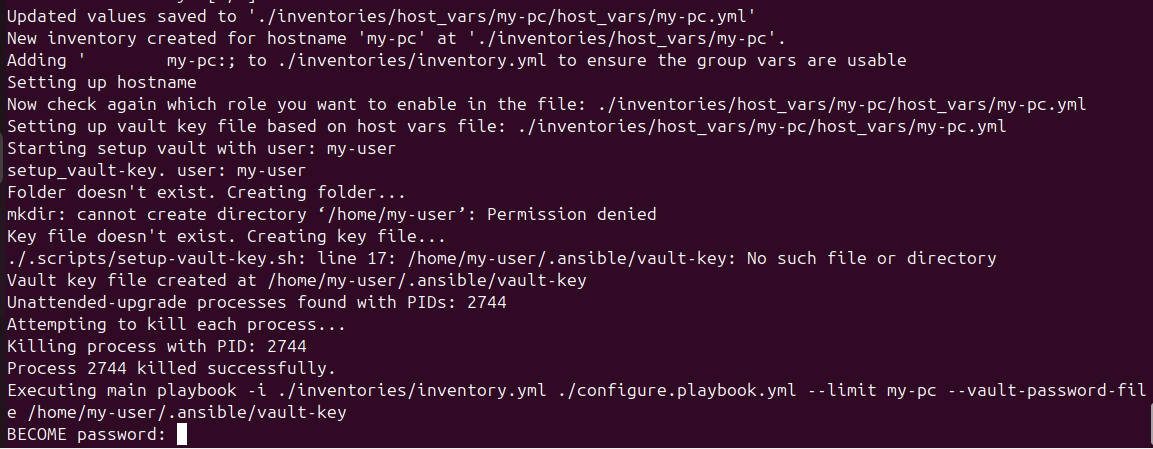 Updated values saved to './inventories/host_vars/my-pc/host_vars/my-pc.yml'
New inventory created for hostname 'my-pc' at './inventories/host_vars/my-pc'.
Adding '        my-pc:; to ./inventories/inventory.yml to ensure the group vars are usable
Setting up hostname
Now check again which role you want to enable in the file: ./inventories/host_vars/my-pc/host_vars/my-pc.yml
Setting up vault key file based on host vars file: ./inventories/host_vars/my-pc/host_vars/my-pc.yml
Starting setup vault with user: my-user
setup_vault-key. user: my-user
Folder doesn't exist. Creating folder...
mkdir: cannot create directory ‘/home/my-user’: Permission denied
Key file doesn't exist. Creating key file...
./.scripts/setup-vault-key.sh: line 17: /home/my-user/.ansible/vault-key: No such file or directory
Vault key file created at /home/my-user/.ansible/vault-key
Unattended-upgrade processes found with PIDs: 2744
Attempting to kill each process...
Killing process with PID: 2744
Process 2744 killed successfully.
Executing main playbook -i ./inventories/inventory.yml ./configure.playbook.yml --limit my-pc --vault-password-fil
e /home/my-user/.ansible/vault-key
BECOME password: